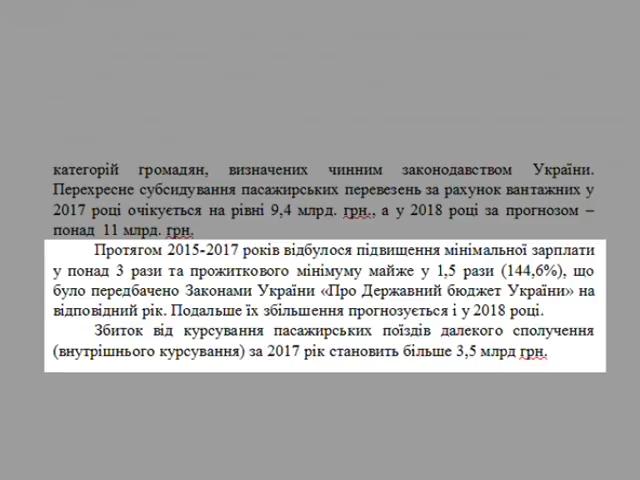 категорій громадян, визначених чинним законодавством України.
Перехресне субсидування пасажирських перевезень за рахунок вантажних у
2017 році очікується на рівні 9,4 млрд. грн., а у 2018 році за прогнозом –
понад 11 млрд. грн.
Протягом 2015-2017 років відбулося підвищення мінімальної зарплати
у понад 3 рази та прожиткового мінімуму майже у 1,5 рази (144,6%), що
було передбачено Законами України «Про Державний бюджет України» на
відповідний рік. Подальше їх збільшення прогнозується і у 2018 році.
Збиток від курсування пасажирських поїздів далекого сполучення
(внутрішнього курсування) за 2017 рік становить більше 3,5 млрд грн.